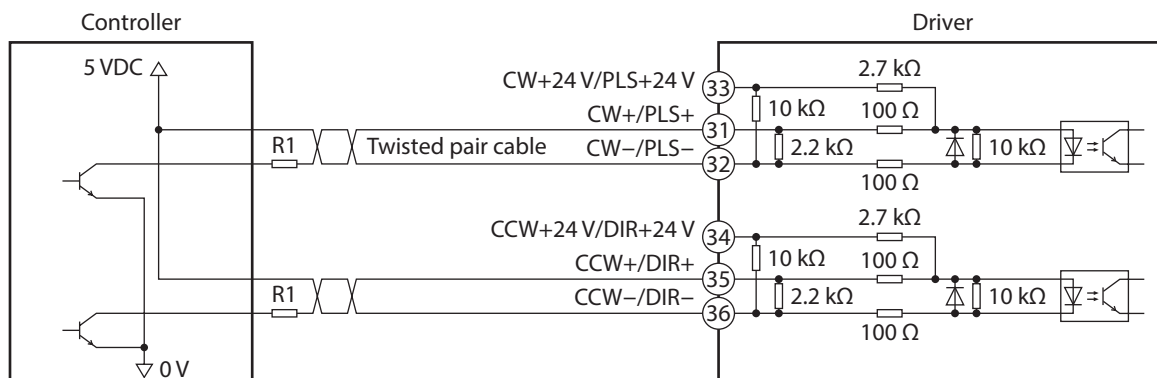 Controller
Driver
5 VDC
CW+24 V/PLS+24 V
33
2.7 kΩ
10 kΩ
CW+/PLS+
31
100 Ω
R1
Twisted pair cable
CW−/PLS−
32
2.2 kΩ
10 kΩ
100 Ω
CCW+24 V/DIR+24 V
34
2.7 kΩ
10 kΩ
CCW+/DIR+
35
100 Ω
R1
CCW−/DIR−
36
2.2 kΩ
10 kΩ
100 Ω
0 V